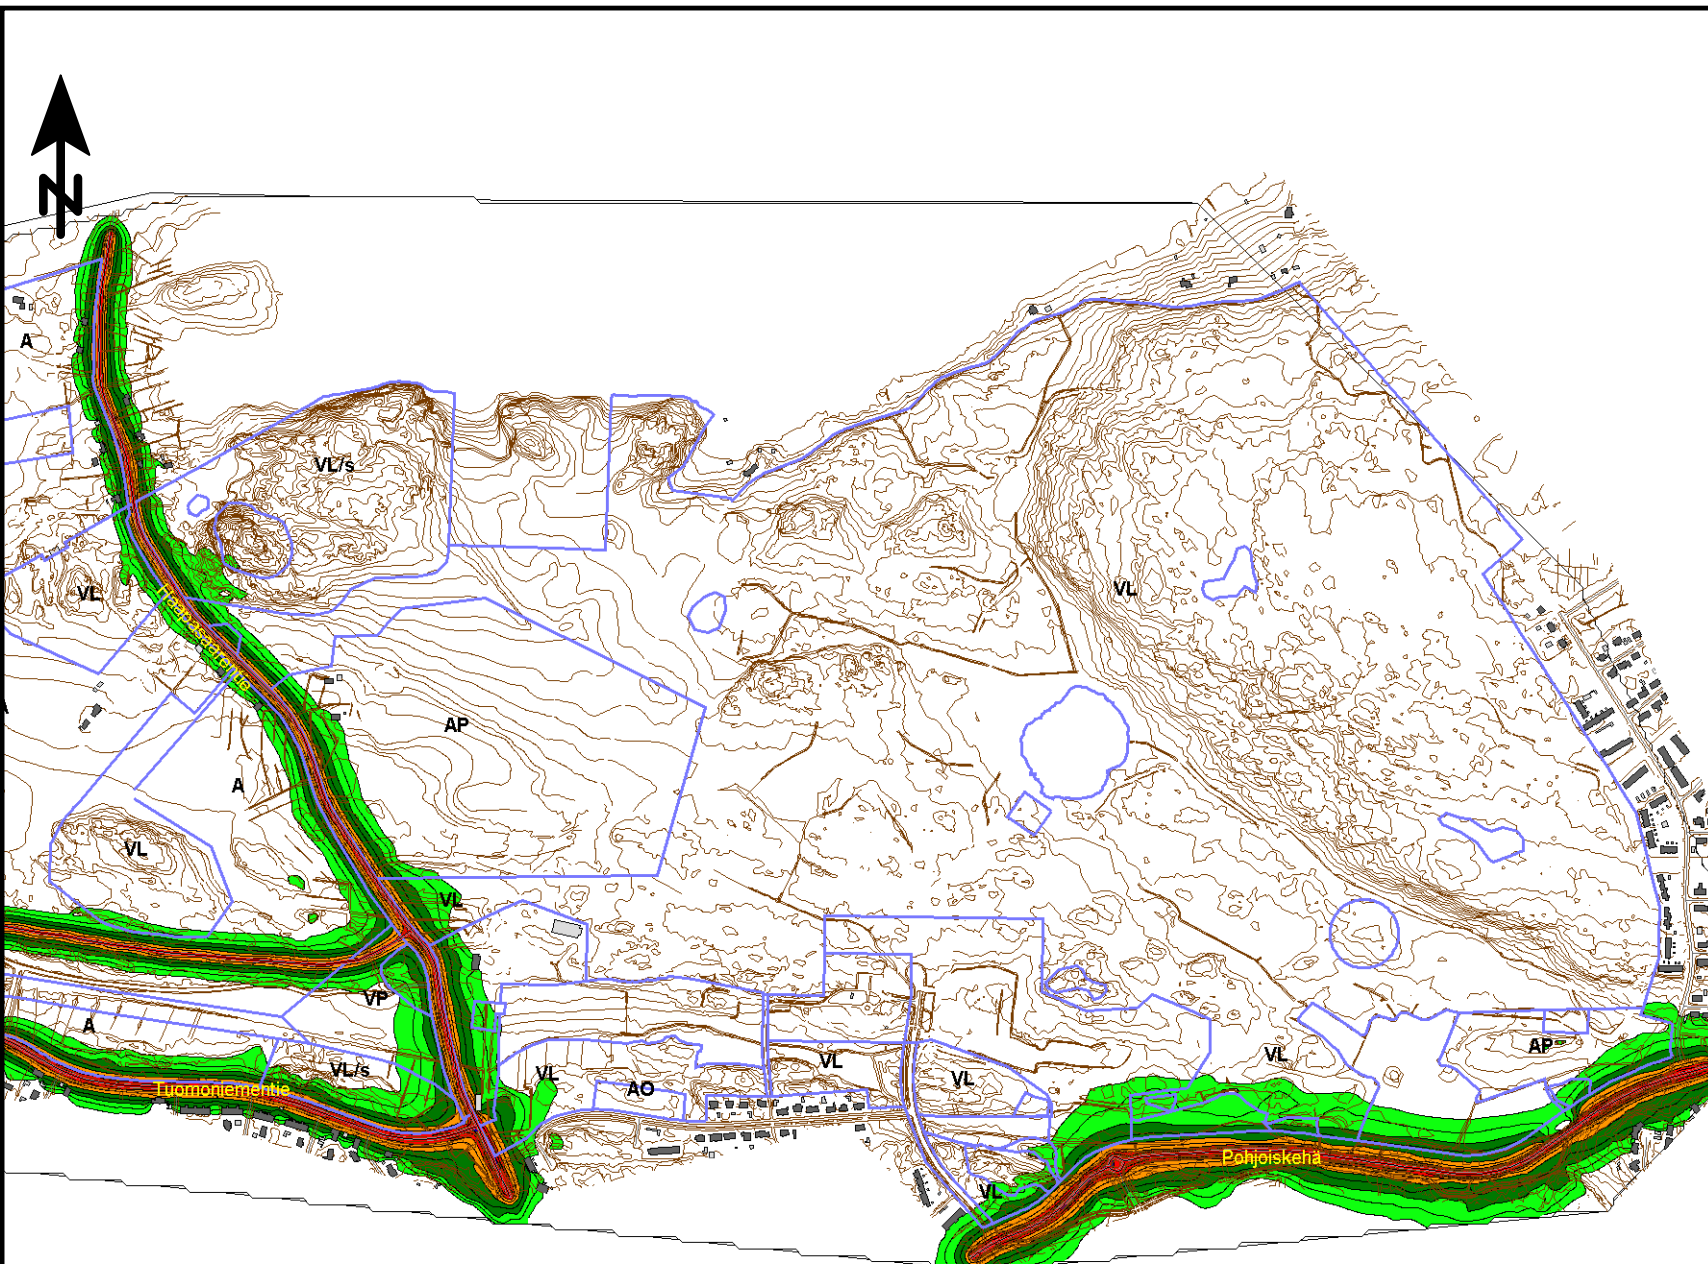 N
A
VL/s
VL
VL
Haapasaarentie
AP
A
VL
VL
VP
A
VL/s
Tuomoniementie
VL
AO
VL
VL
VL
AP
Pohjoiskehä
VL